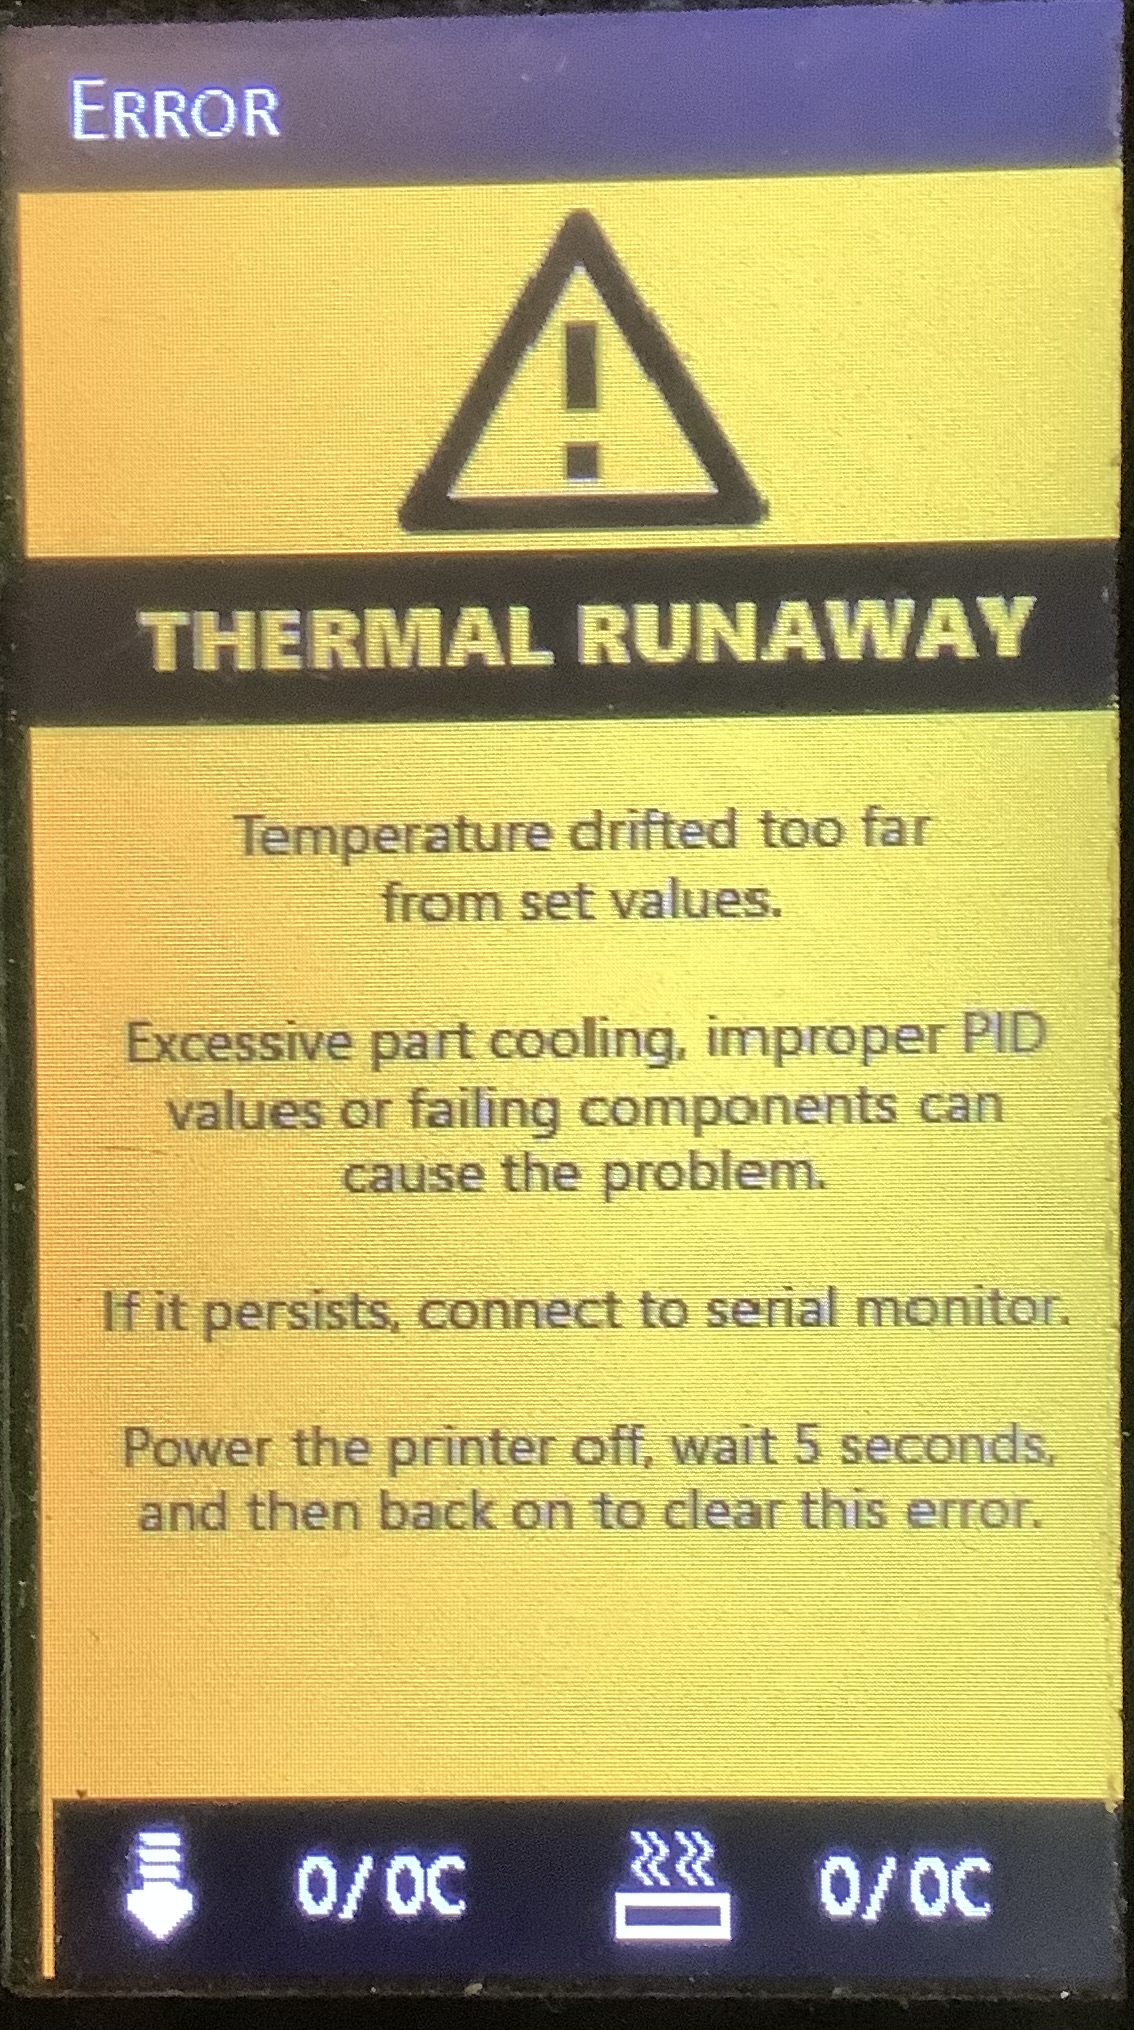 ERROR
THERMAL RUNAWAY
Temperature drifted too far
from set values.
Excessive part cooling, improper PID
values or failing components can
cause the problem.
If it persists, connect to serial monitor.
Power the printer off, wait 5 seconds,
and then back on to clear this error.
0/0C 0/0C